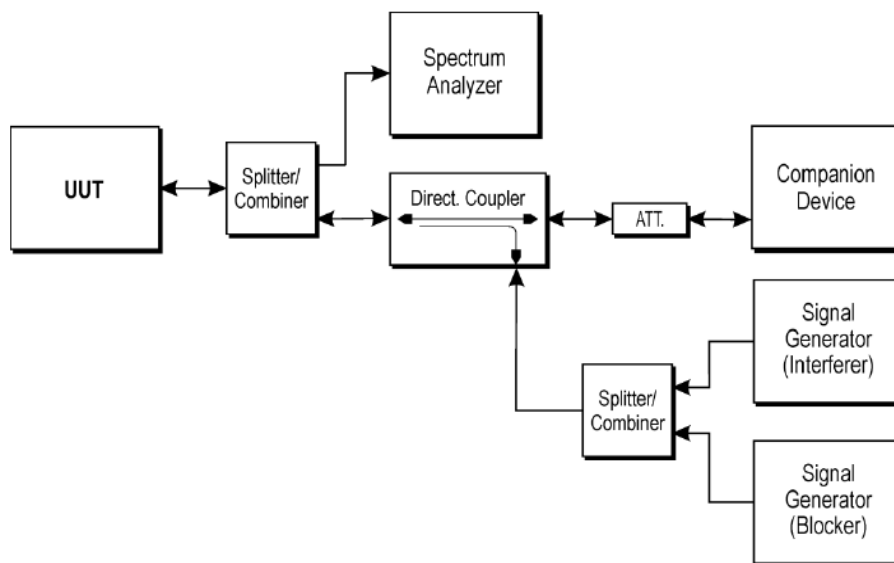 Spectrum
Analyzer
UUT
Splitter/
Combiner
Direct. Coupler
ATT.
Companion
Device
Signal
Generator
(Interferer)
Splitter/
Combiner
Signal
Generator
(Blocker)